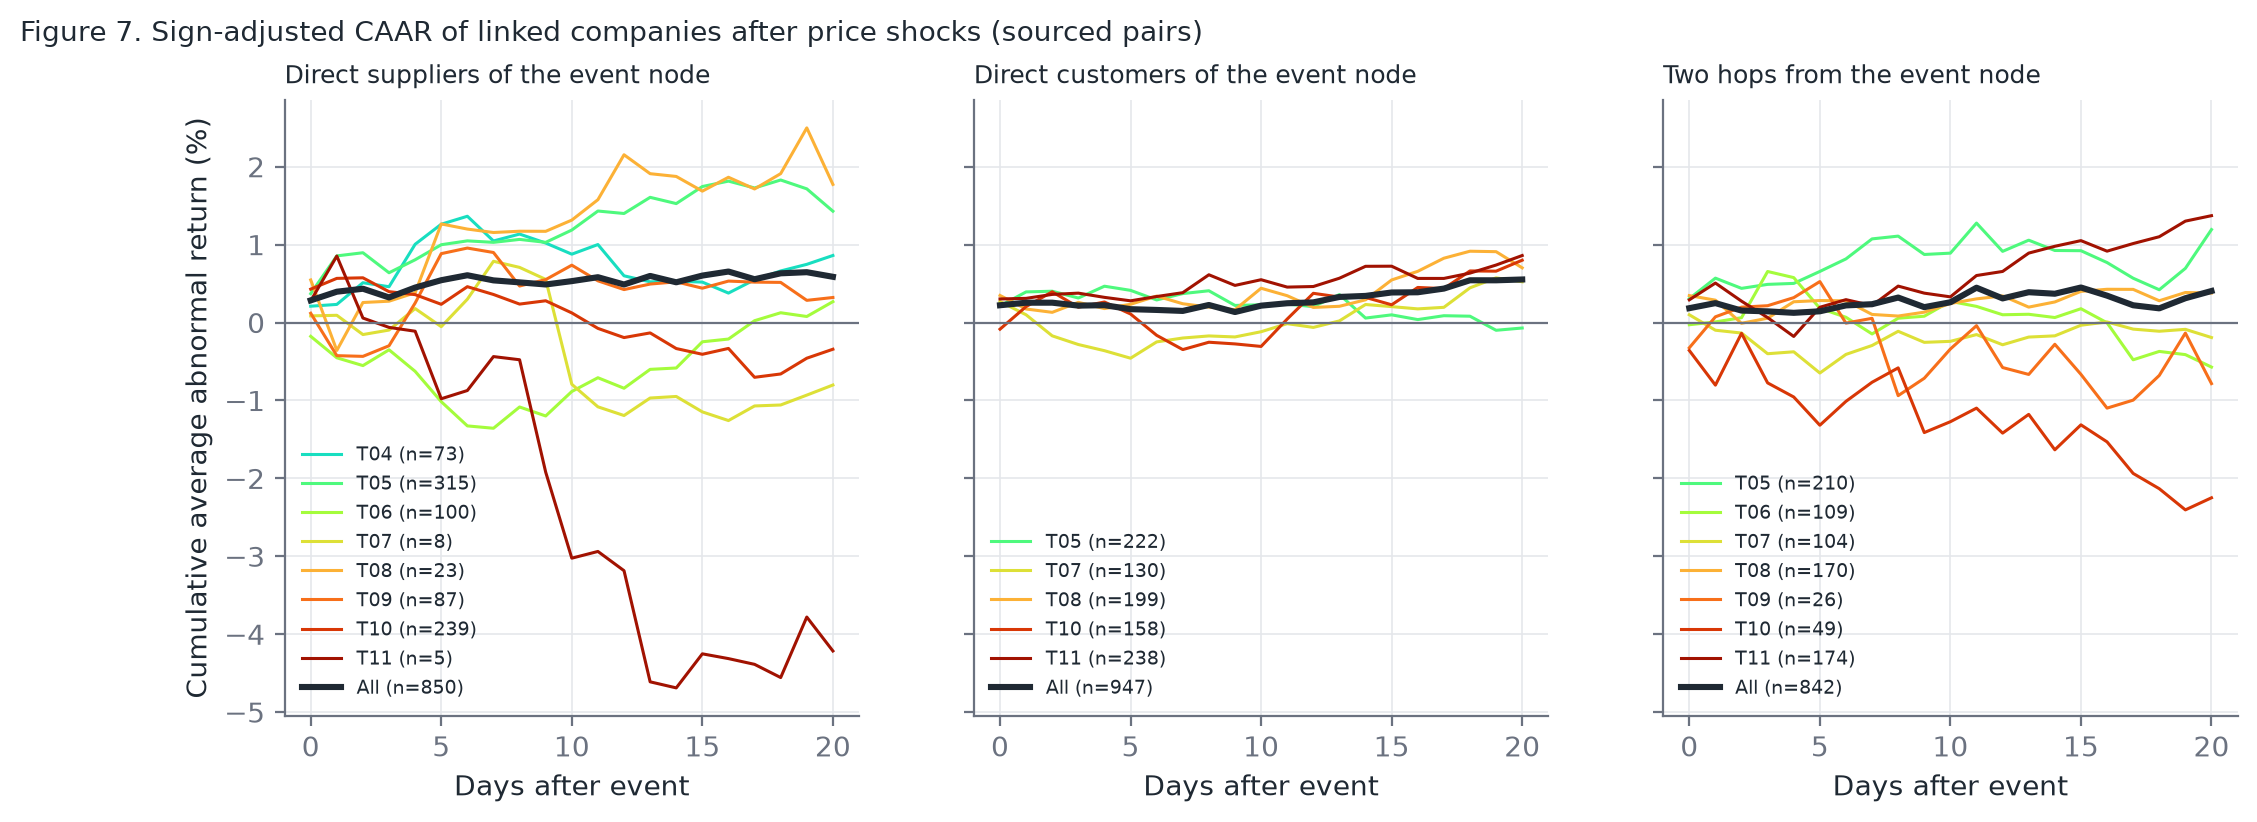 Figure 7. Sign-adjusted CAAR of linked companies after price shocks (sourced pairs)
Direct suppliers of the event node
Cumulative average abnormal return (%)
2
1
0
−1
−2
−3
−4
−5
T04 (n=73)
T05 (n=315)
T06 (n=100)
T07 (n=8)
T08 (n=23)
T09 (n=87)
T10 (n=239)
T11 (n=5)
All (n=850)
0 5 10 15 20
Days after event
Direct customers of the event node
T05 (n=222)
T07 (n=130)
T08 (n=199)
T10 (n=158)
T11 (n=238)
All (n=947)
0 5 10 15 20
Days after event
Two hops from the event node
T05 (n=210)
T06 (n=109)
T07 (n=104)
T08 (n=170)
T09 (n=26)
T10 (n=49)
T11 (n=174)
All (n=842)
0 5 10 15 20
Days after event